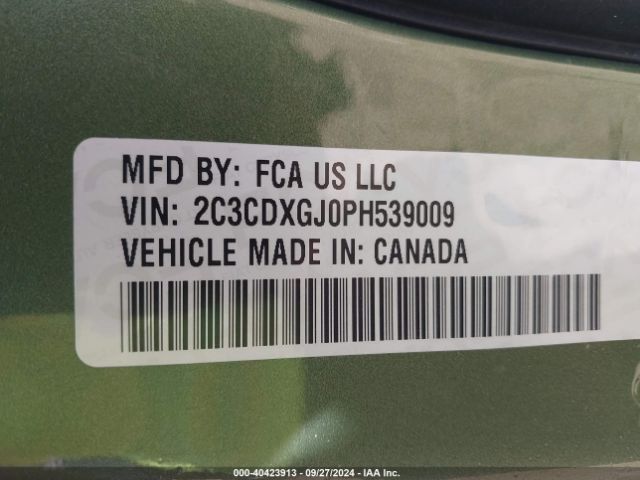 MFD BY: FCA US LLC
VIN: 2C3CDXGJ0PH539009
VEHICLE MADE IN: CANADA
000-40423913 - 09/27/2024 - IAA Inc.